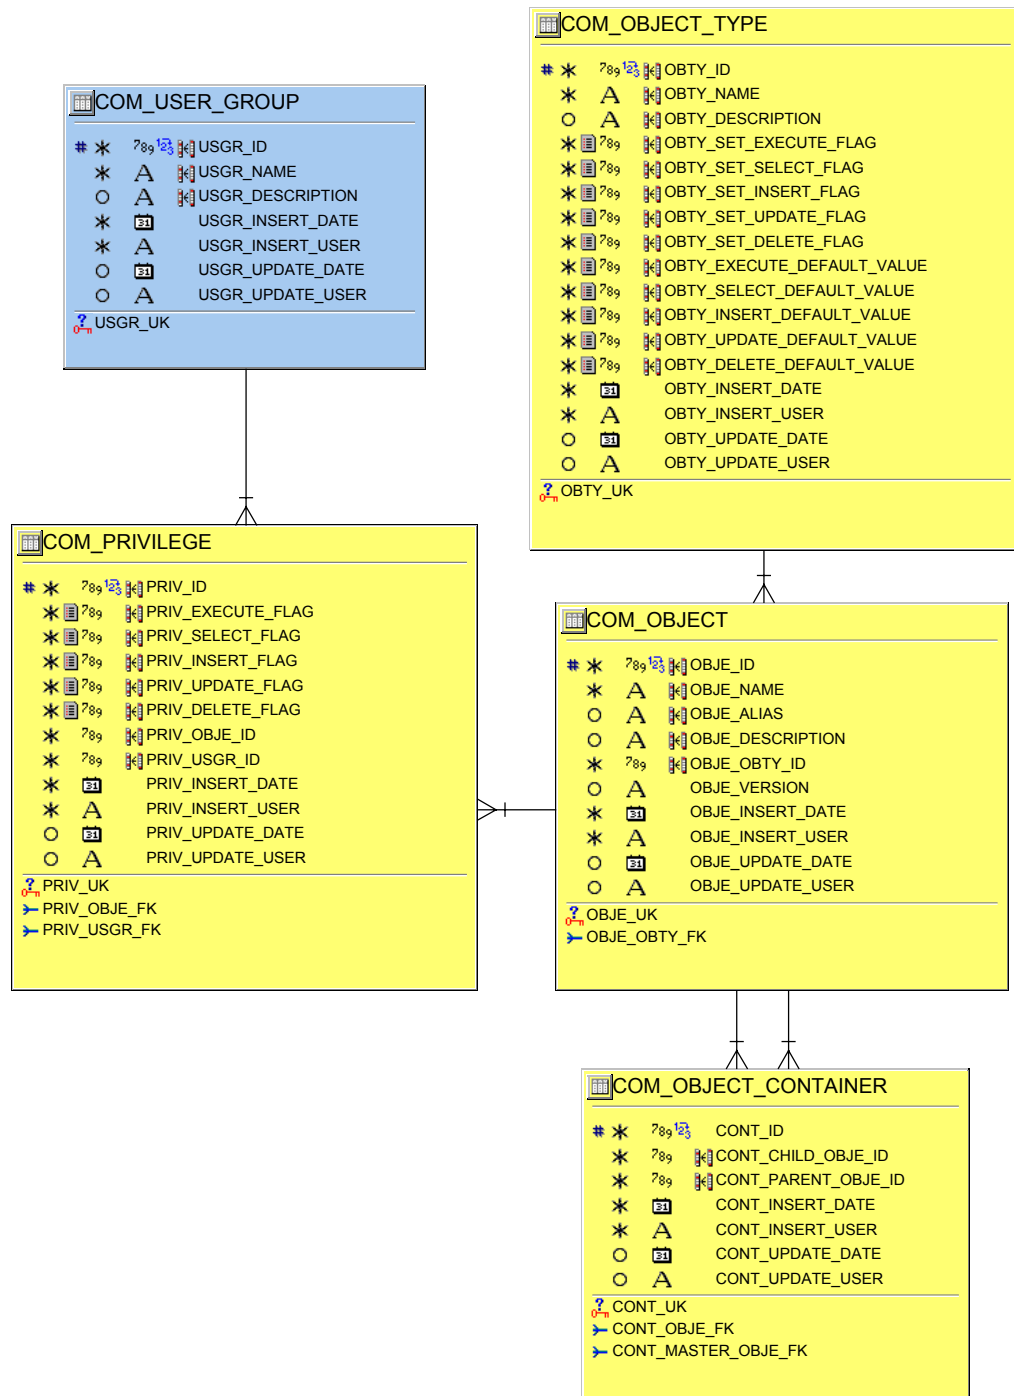 COM_OBJECT_TYPE
OBTY_ID
OBTY_NAME
OBTY_DESCRIPTION
OBTY_SET_EXECUTE_FLAG
OBTY_SET_SELECT_FLAG
OBTY_SET_INSERT_FLAG
OBTY_SET_UPDATE_FLAG
OBTY_SET_DELETE_FLAG
OBTY_EXECUTE_DEFAULT_VALUE
OBTY_SELECT_DEFAULT_VALUE
OBTY_INSERT_DEFAULT_VALUE
OBTY_UPDATE_DEFAULT_VALUE
OBTY_DELETE_DEFAULT_VALUE
OBTY_INSERT_DATE
OBTY_INSERT_USER
OBTY_UPDATE_DATE
OBTY_UPDATE_USER
OBTY_UK
COM_USER_GROUP
USGR_ID
USGR_NAME
USGR_DESCRIPTION
USGR_INSERT_DATE
USGR_INSERT_USER
USGR_UPDATE_DATE
USGR_UPDATE_USER
USGR_UK
COM_PRIVILEGE
PRIV_ID
PRIV_EXECUTE_FLAG
PRIV_SELECT_FLAG
PRIV_INSERT_FLAG
PRIV_UPDATE_FLAG
PRIV_DELETE_FLAG
PRIV_OBJE_ID
PRIV_USGR_ID
PRIV_INSERT_DATE
PRIV_INSERT_USER
PRIV_UPDATE_DATE
PRIV_UPDATE_USER
PRIV_UK
PRIV_OBJE_FK
PRIV_USGR_FK
COM_OBJECT
OBJE_ID
OBJE_NAME
OBJE_ALIAS
OBJE_DESCRIPTION
OBJE_OBTY_ID
OBJE_VERSION
OBJE_INSERT_DATE
OBJE_INSERT_USER
OBJE_UPDATE_DATE
OBJE_UPDATE_USER
OBJE_UK
OBJE_OBTY_FK
COM_OBJECT_CONTAINER
CONT_ID
CONT_CHILD_OBJE_ID
CONT_PARENT_OBJE_ID
CONT_INSERT_DATE
CONT_INSERT_USER
CONT_UPDATE_DATE
CONT_UPDATE_USER
CONT_UK
CONT_OBJE_FK
CONT_MASTER_OBJE_FK